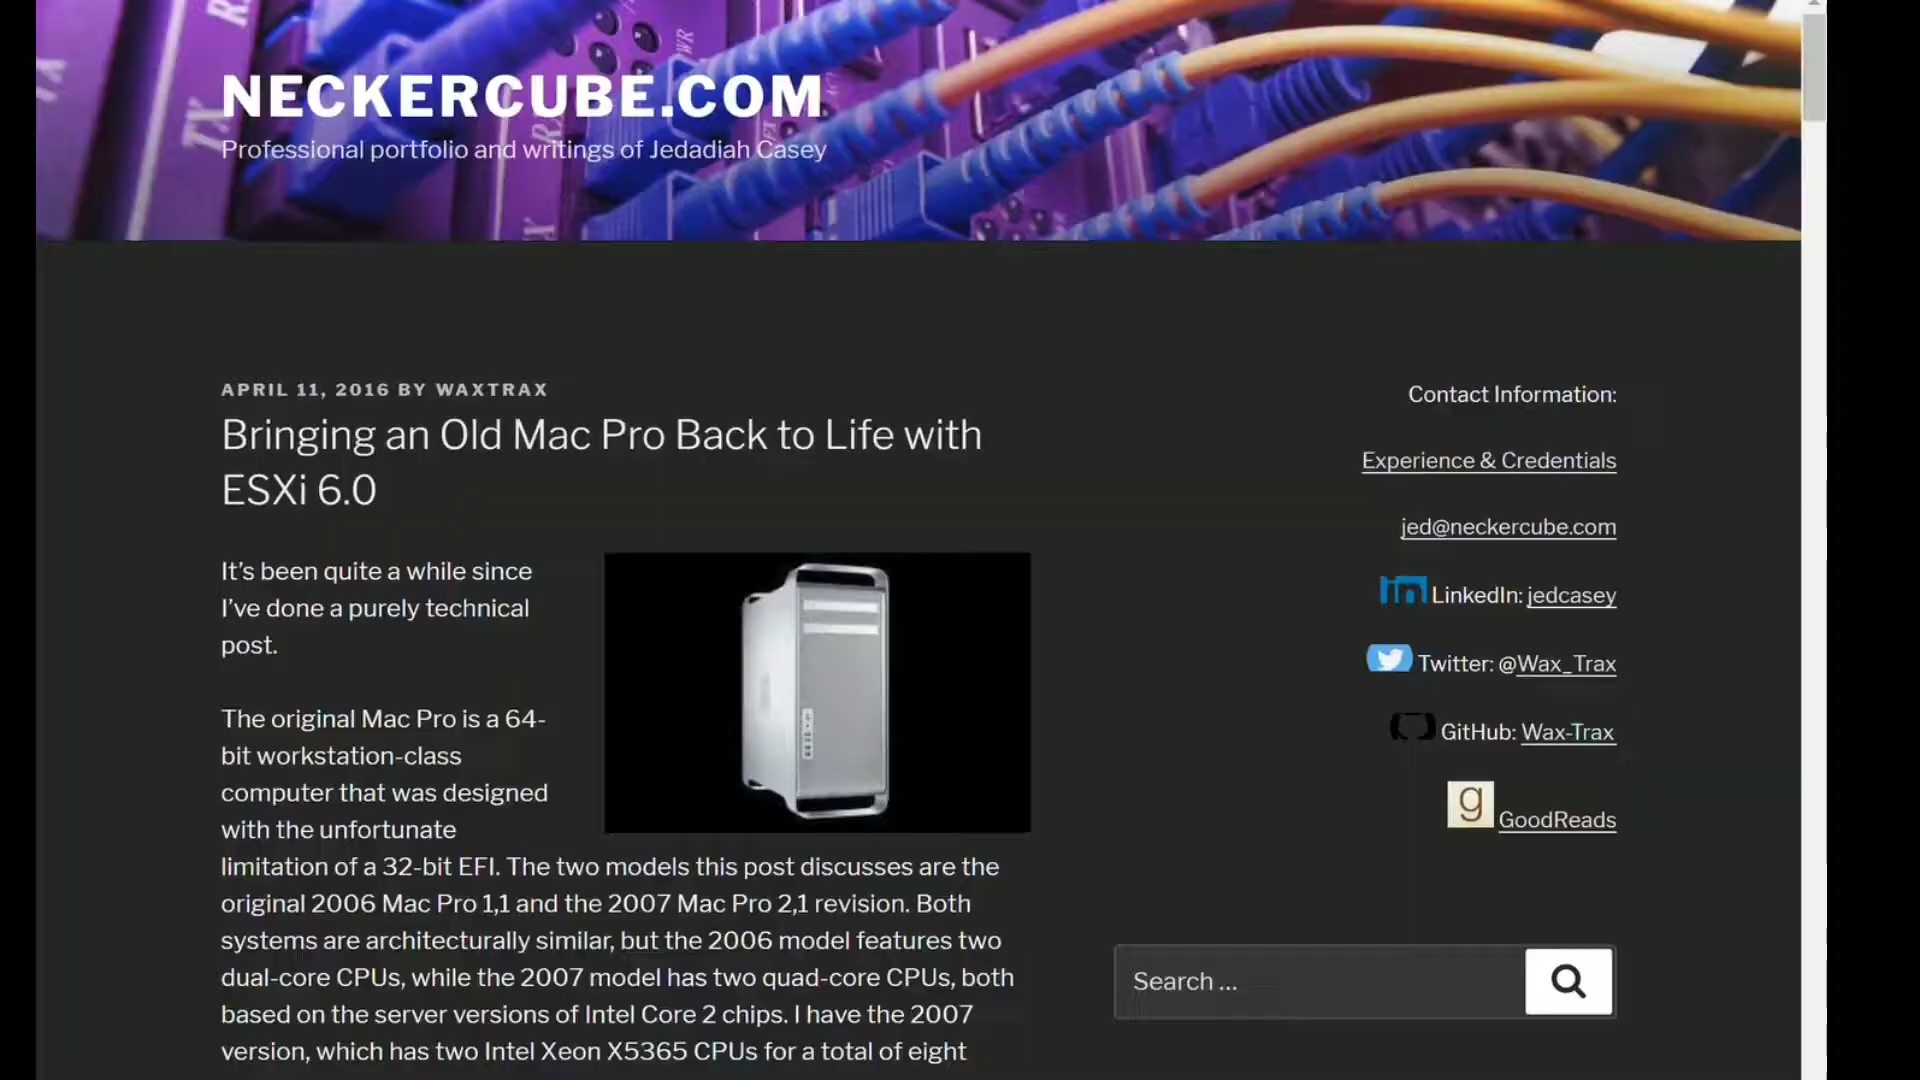 NECKERCUBE.COM
Professional portfolio and writings of Jedadiah Casey
APRIL 11, 2016 BY WAXTRAX
Bringing an Old Mac Pro Back to Life with
ESXi 6.0
It's been quite a while since
I've done a purely technical
post.
The original Mac Pro is a 64-
bit workstation-class
computer that was designed
with the unfortunate
limitation of a 32-bit EFI. The two models this post discusses are the
original 2006 Mac Pro 1,1 and the 2007 Mac Pro 2,1 revision. Both
systems are architecturally similar, but the 2006 model features two
dual-core CPUs, while the 2007 model has two quad-core CPUs, both
based on the server versions of Intel Core 2 chips. I have the 2007
version, which has two Intel Xeon X5365 CPUs for a total of eight
Contact Information:
Experience & Credentials
jed@neckercube.com
in LinkedIn: jedcasey
Twitter: @Wax_Trax
GitHub: Wax-Trax
g GoodReads
Search ...
TX
PWR